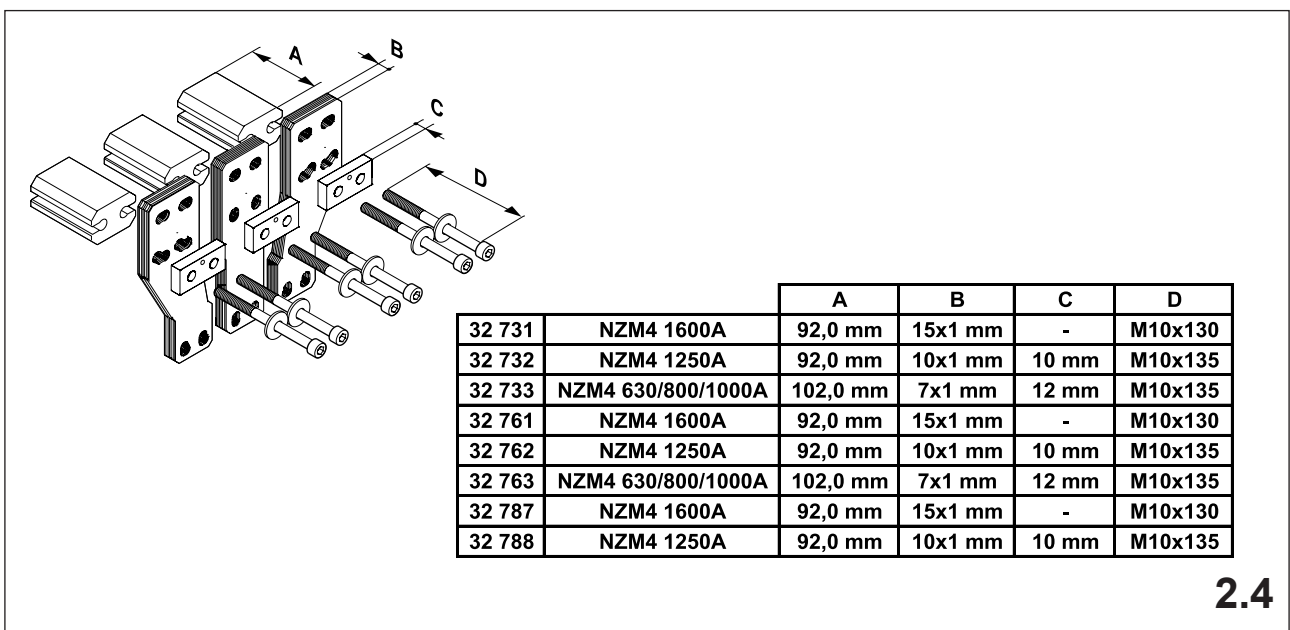 A
B
C
D
A B C D
32 731 NZM4 1600A 92,0 mm 15x1 mm - M10x130
32 732 NZM4 1250A 92,0 mm 10x1 mm 10 mm M10x135
32 733 NZM4 630/800/1000A 102,0 mm 7x1 mm 12 mm M10x135
32 761 NZM4 1600A 92,0 mm 15x1 mm - M10x130
32 762 NZM4 1250A 92,0 mm 10x1 mm 10 mm M10x135
32 763 NZM4 630/800/1000A 102,0 mm 7x1 mm 12 mm M10x135
32 787 NZM4 1600A 92,0 mm 15x1 mm - M10x130
32 788 NZM4 1250A 92,0 mm 10x1 mm 10 mm M10x135
2.4